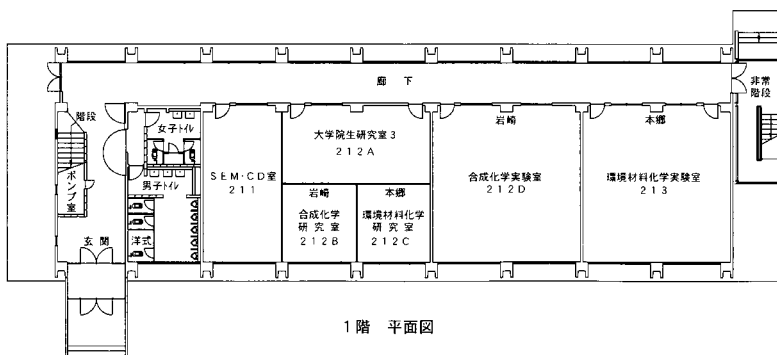 廊下
非常
階段
階段
女子トイレ
ポンプ室
男子トイレ
洋式
玄関
SEM・CD室
211
大学院生研究室3
212A
岩崎
合成化学
研究室
212B
本郷
環境材料化学
研究室
212C
岩崎
合成化学実験室
212D
本郷
環境材料化学実験室
213
1階 平面図